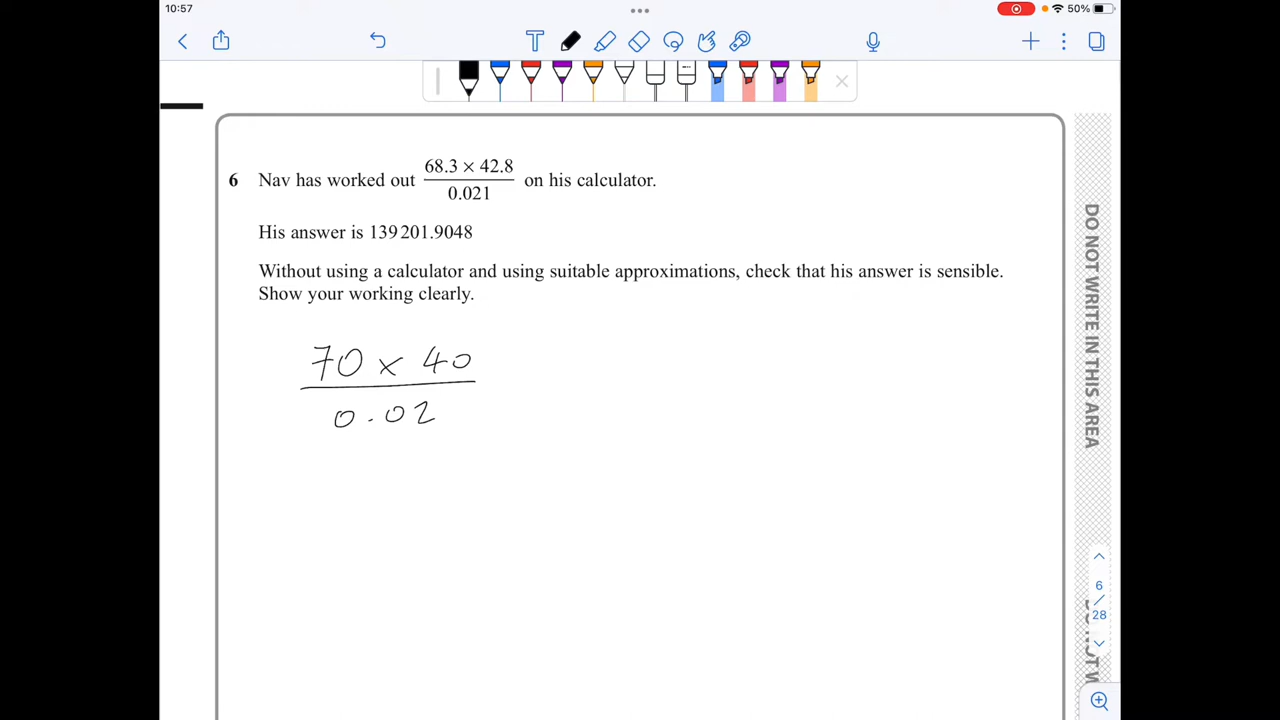 10:57
50%
6 Nav has worked out 68.3 × 42.8 / 0.021 on his calculator.
His answer is 139 201.9048
Without using a calculator and using suitable approximations, check that his answer is sensible.
Show your working clearly.
70 × 40
0.02
DO NOT WRITE IN THIS AREA
6
/
28